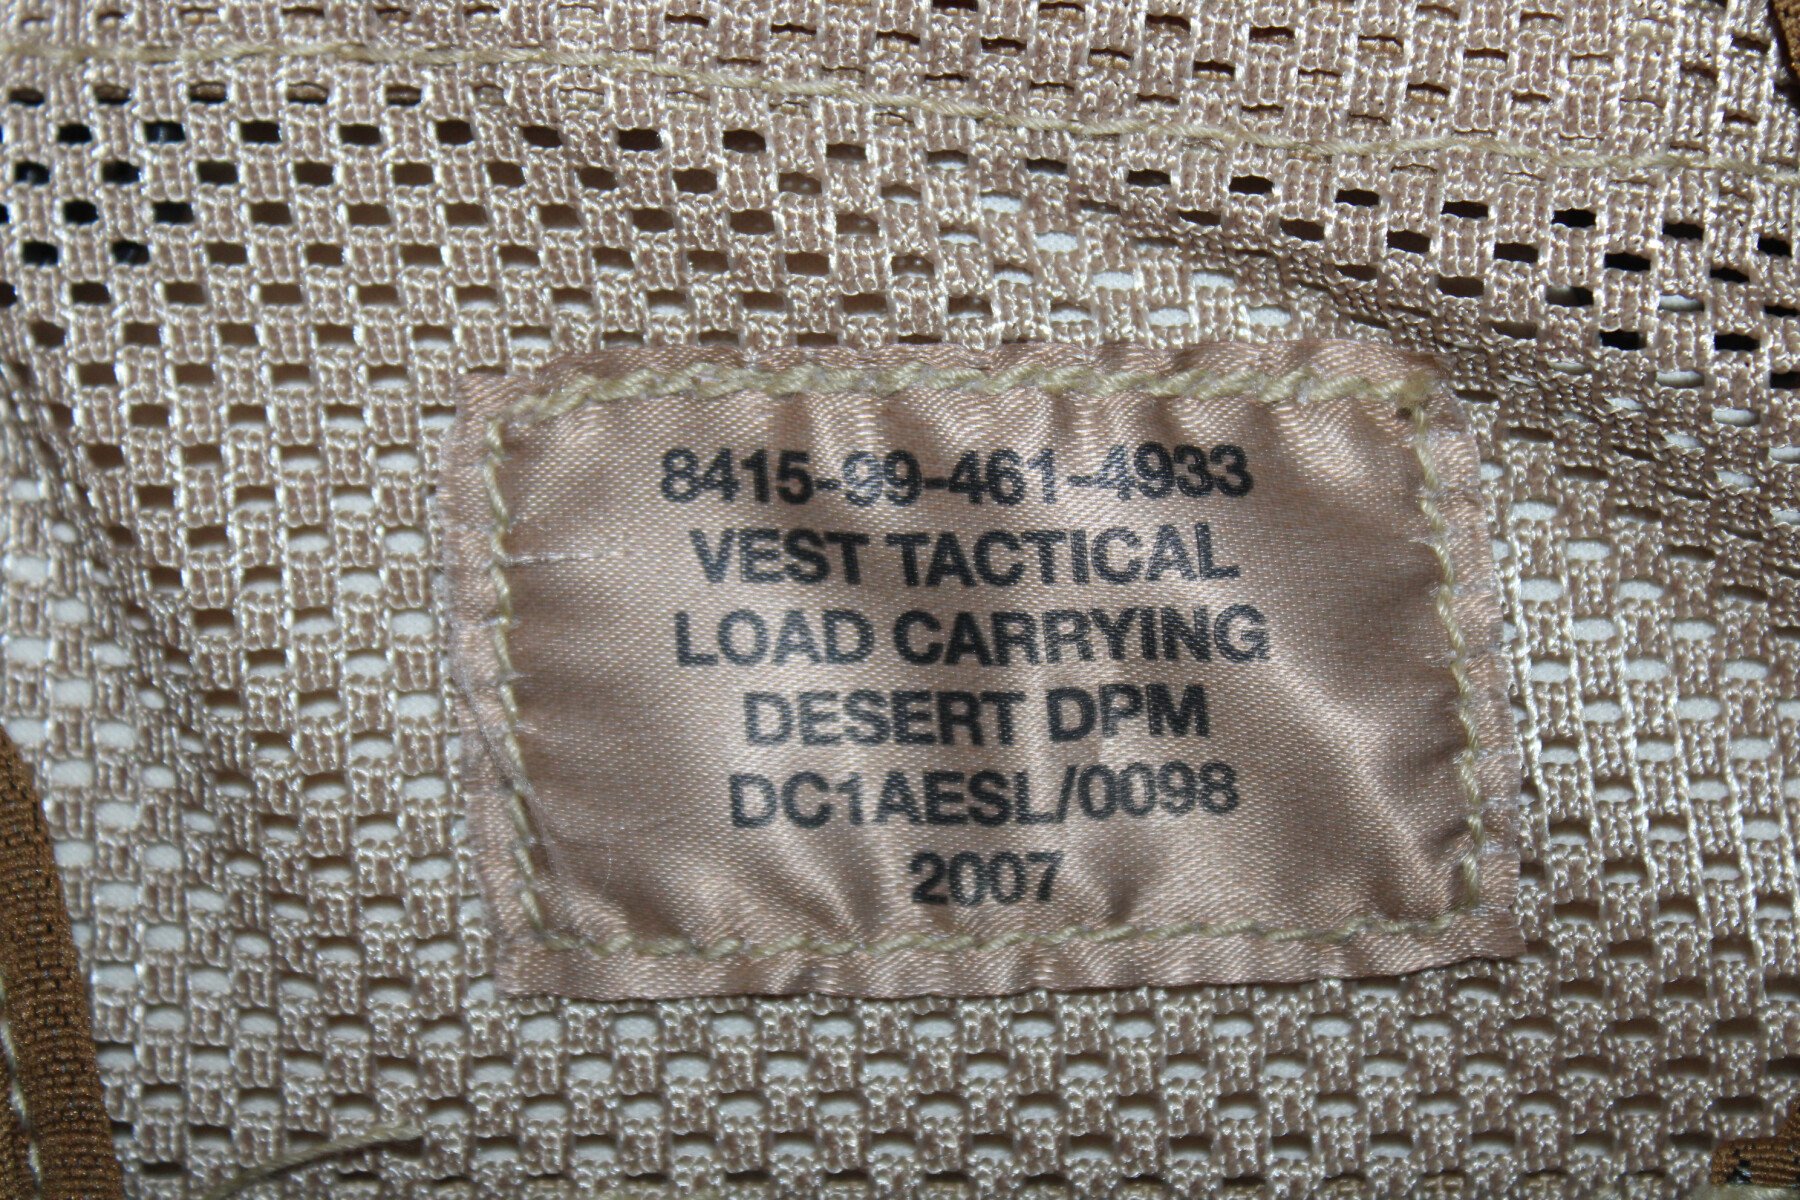 8415-99-461-4933
VEST TACTICAL
LOAD CARRYING
DESERT DPM
DC1AESL/0098
2007